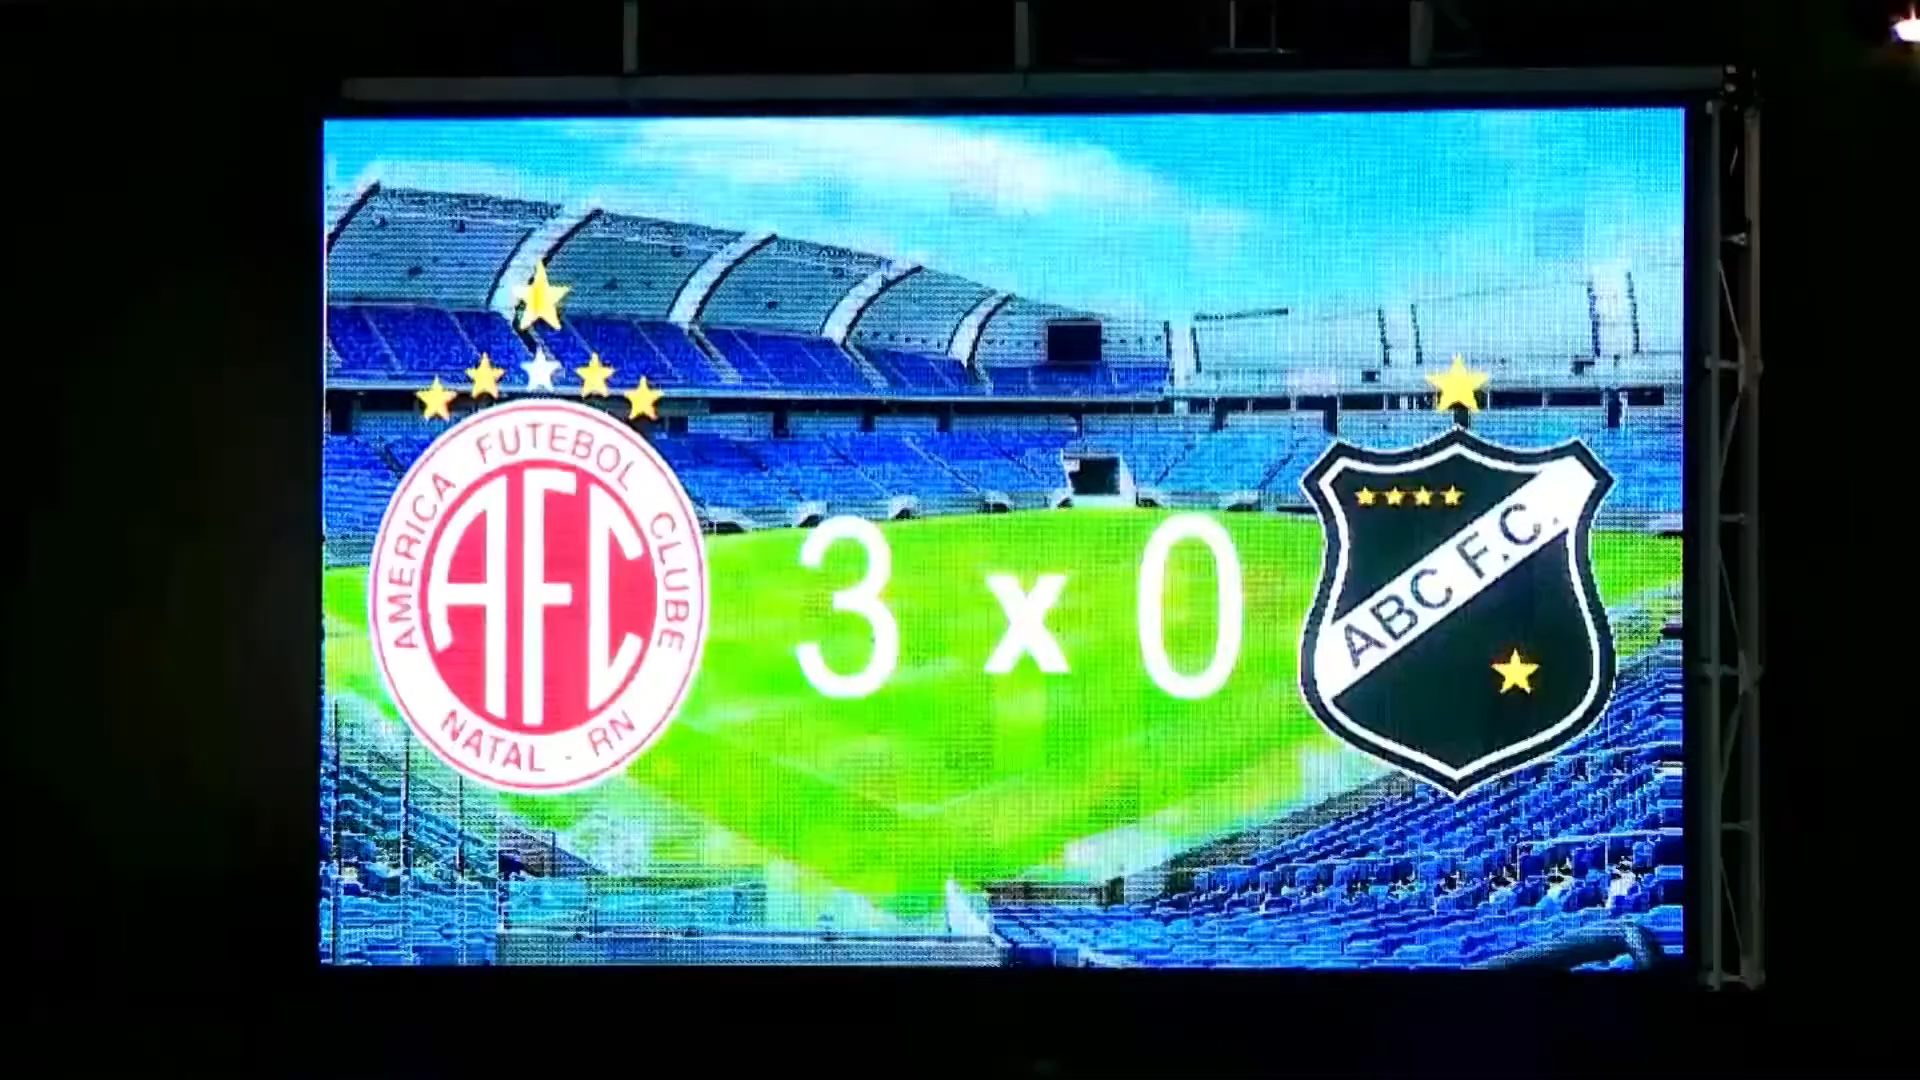 AMERICA FUTEBOL CLUBE
AFC
NATAL - RN
3 x 0
ABC F.C.